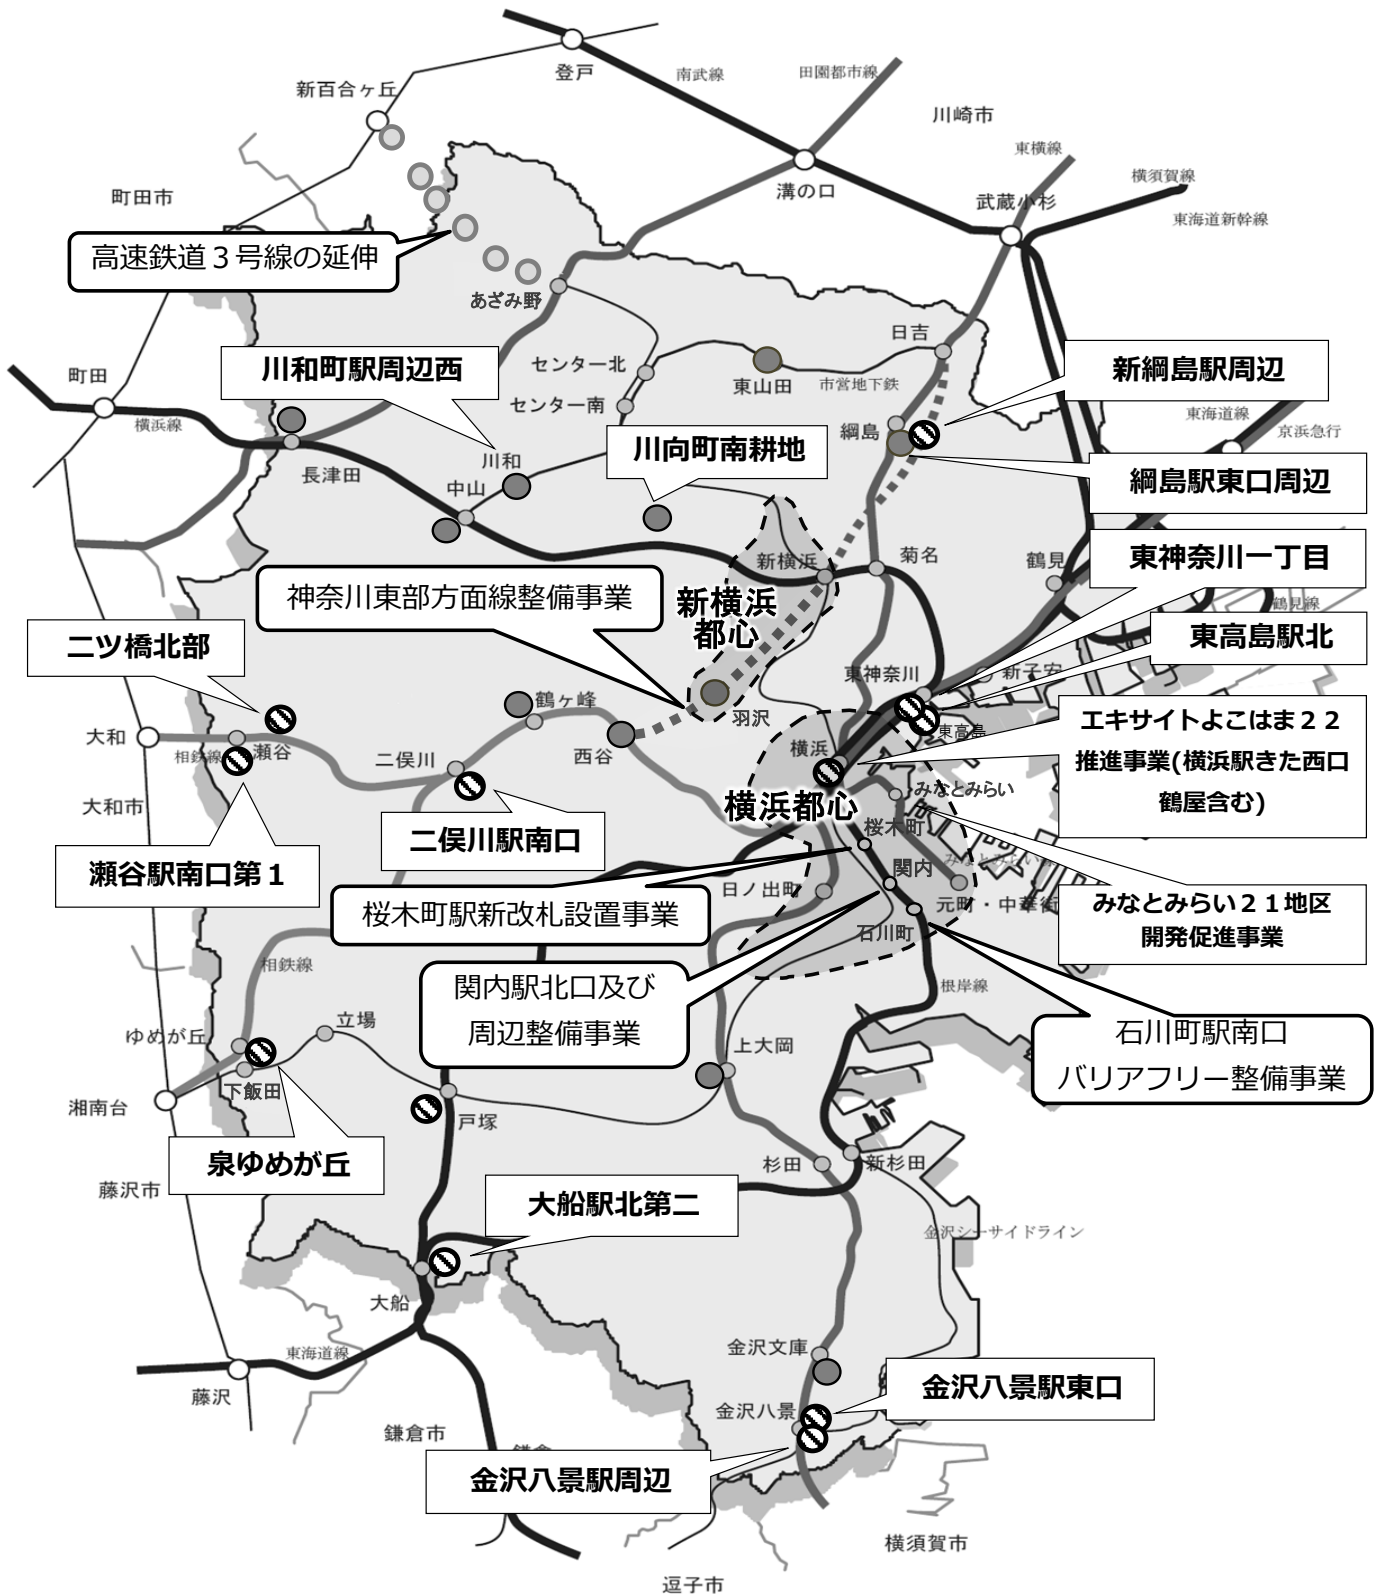 登戸
南武線
田園都市線
新百合ヶ丘
川崎市
東横線
横須賀線
溝の口
武蔵小杉
東海道新幹線
町田市
高速鉄道3号線の延伸
あざみ野
日吉
川和町駅周辺西
センター北
東山田
市営地下鉄
新綱島駅周辺
町田
センター南
横浜線
東海道線
京浜急行
綱島
川向町南耕地
長津田
川和
中山
綱島駅東口周辺
新横浜
菊名
鶴見
東神奈川一丁目
神奈川東部方面線整備事業
新横浜
都心
鶴見線
二ツ橋北部
東高島駅北
東神奈川
新子安
鶴ヶ峰
羽沢
大和
相鉄線
瀬谷
二俣川
西谷
横浜
東高島
エキサイトよこはま22
推進事業(横浜駅きた西口
鶴屋含む)
大和市
横浜都心
みなとみらい
桜木町
二俣川駅南口
瀬谷駅南口第1
関内
みなとみらい線
日ノ出町
元町・中華街
桜木町駅新改札設置事業
みなとみらい21地区
開発促進事業
石川町
相鉄線
関内駅北口及び
周辺整備事業
根岸線
ゆめが丘
立場
上大岡
石川町駅南口
バリアフリー整備事業
下飯田
湘南台
戸塚
泉ゆめが丘
杉田
新杉田
藤沢市
大船駅北第二
金沢シーサイドライン
大船
東海道線
金沢文庫
藤沢
金沢八景駅東口
金沢八景
鎌倉市
金沢八景駅周辺
横須賀市
逗子市